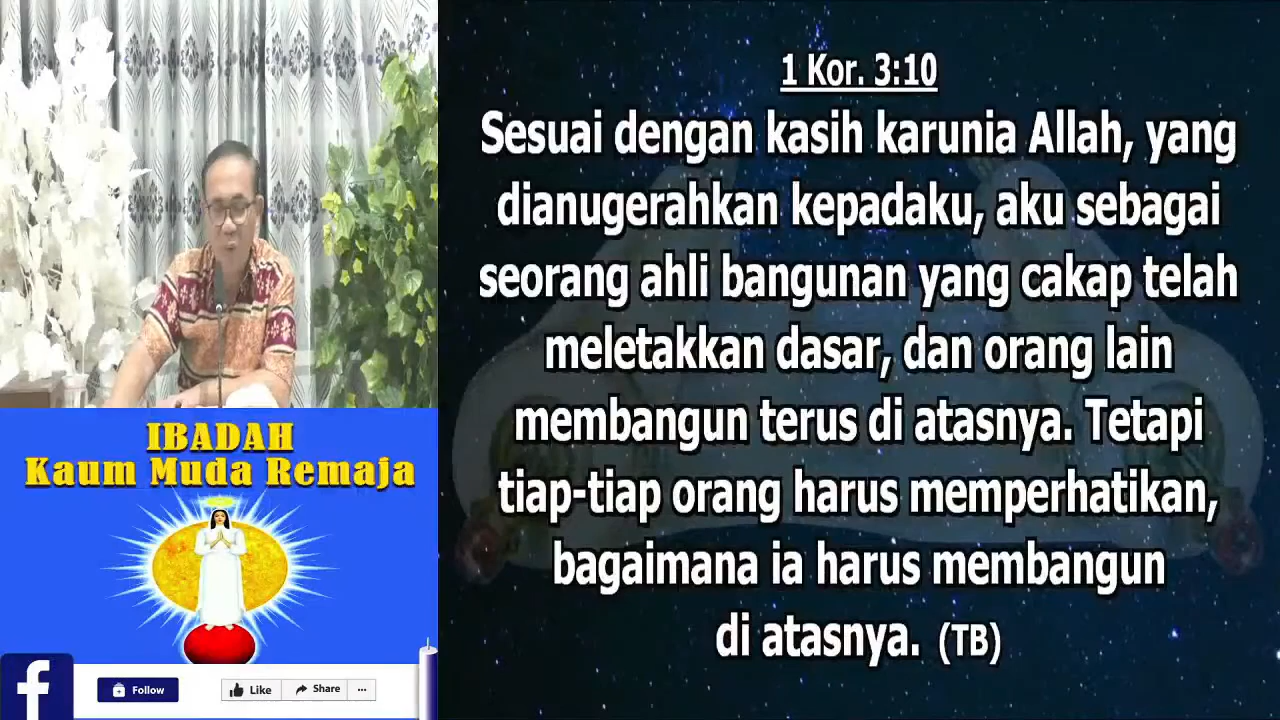 1 Kor. 3:10
Sesuai dengan kasih karunia Allah, yang
dianugerahkan kepadaku, aku sebagai
seorang ahli bangunan yang cakap telah
meletakkan dasar, dan orang lain
membangun terus di atasnya. Tetapi
tiap-tiap orang harus memperhatikan,
bagaimana ia harus membangun
di atasnya. (TB)
IBADAH
Kaum Muda Remaja
f
Follow
Like
Share
...